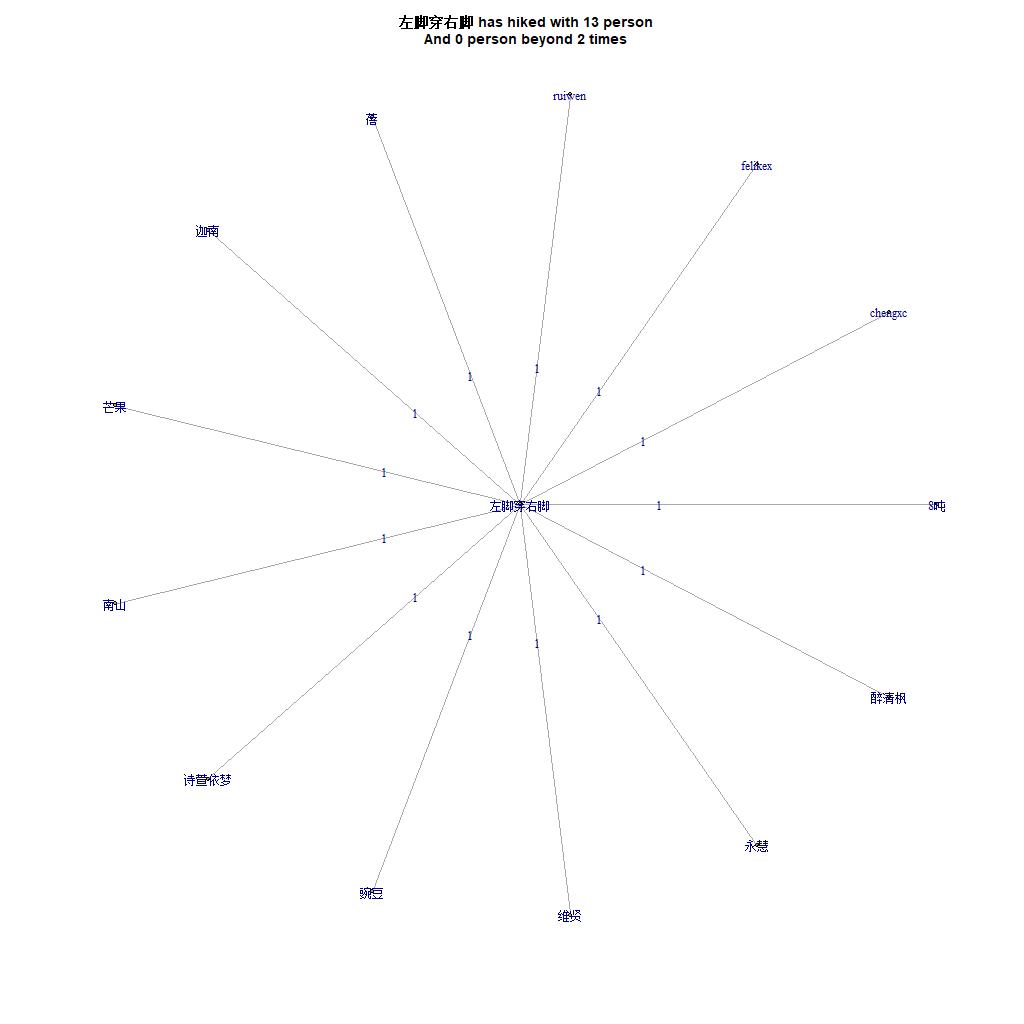 左脚穿右脚 has hiked with 13 person
And 0 person beyond 2 times
ruiwen
蓿
felikex
迦南
chengxc
1
1
1
1
芒果
1
1
1
左脚穿右脚
1
8吨
1
1
1
南山
1
1
1
醉清枫
诗萱依梦
永慧
豌豆
维贤